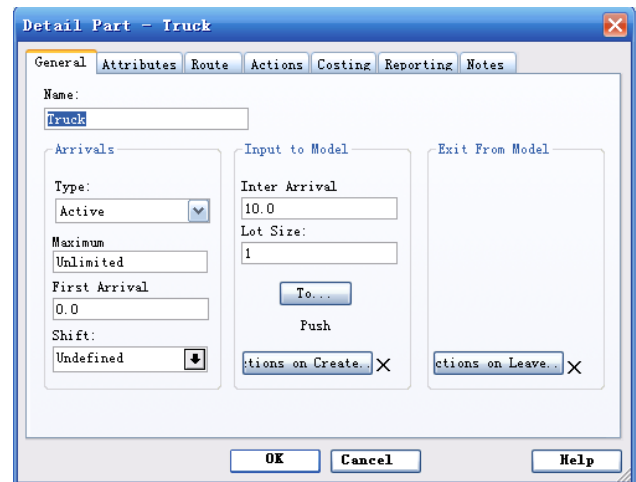 Detail Part - Truck
General Attributes Route Actions Costing Reporting Notes
Name:
Truck
Arrivals
Type:
Active
Maximum
Unlimited
First Arrival
0.0
Shift:
Undefined
Input to Model
Inter Arrival
10.0
Lot Size:
1
To...
Push
ctions on Create..
Exit From Model
ctions on Leave..
OK Cancel Help